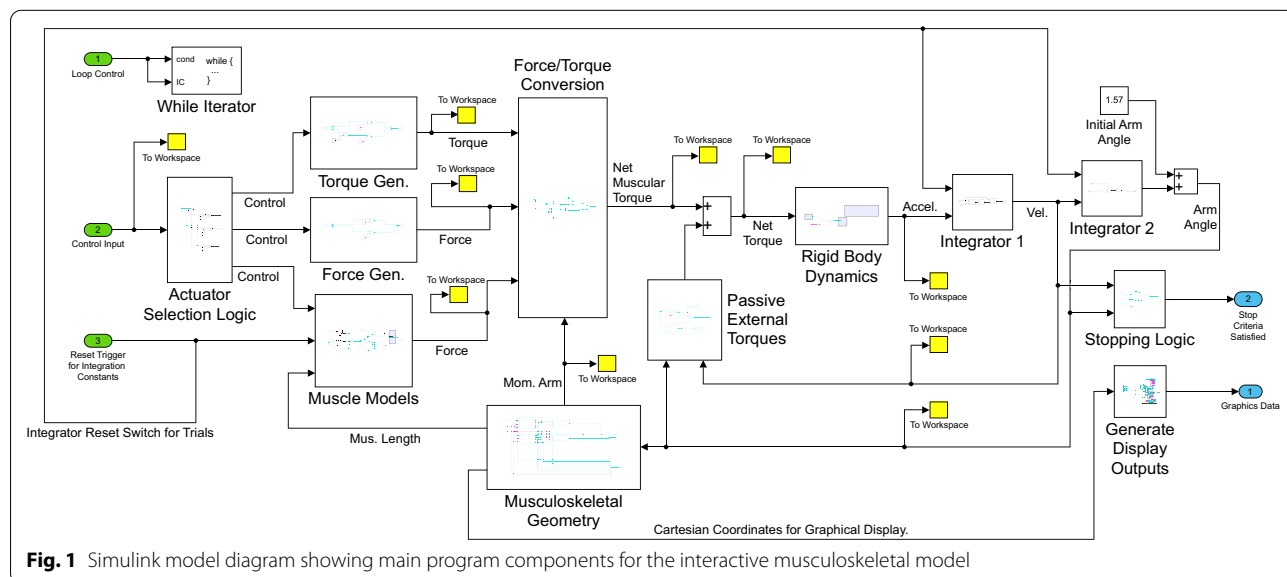 1
Loop Control
cond
while {
...
}
IC
While Iterator
To Workspace
2
Control Input
Actuator
Selection Logic
3
Reset Trigger
for Integration
Constants
Integrator Reset Switch for Trials
Control
Control
Control
Torque Gen.
Force Gen.
Muscle Models
To Workspace
Torque
To Workspace
Force
To Workspace
Force
Mus. Length
Force/Torque
Conversion
Mom. Arm
To Workspace
Musculoskeletal
Geometry
Net
Muscular
Torque
To Workspace
To Workspace
+
+
Net
Torque
Passive
External
Torques
Rigid Body
Dynamics
Accel.
To Workspace
To Workspace
To Workspace
Integrator 1
Vel.
1.57
Initial Arm
Angle
Integrator 2
+
+
Arm
Angle
Stopping Logic
2
Stop
Criteria
Satisfied
Generate
Display
Outputs
1
Graphics Data
Cartesian Coordinates for Graphical Display.
Fig. 1 Simulink model diagram showing main program components for the interactive musculoskeletal model